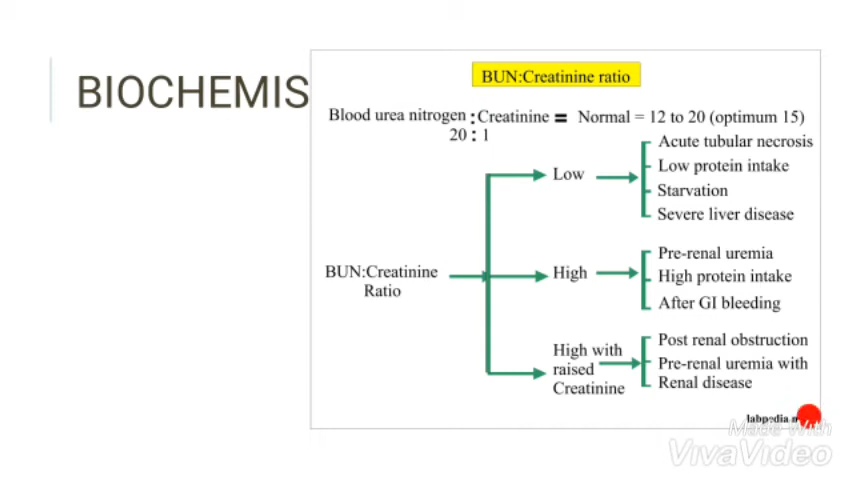 BIOCHEMIS
BUN:Creatinine ratio
Blood urea nitrogen : Creatinine = Normal = 12 to 20 (optimum 15)
20 : 1
BUN:Creatinine
Ratio
Low
Acute tubular necrosis
Low protein intake
Starvation
Severe liver disease
High
Pre-renal uremia
High protein intake
After GI bleeding
High with
raised
Creatinine
Post renal obstruction
Pre-renal uremia with
Renal disease
labpedia
Made With
VivaVideo